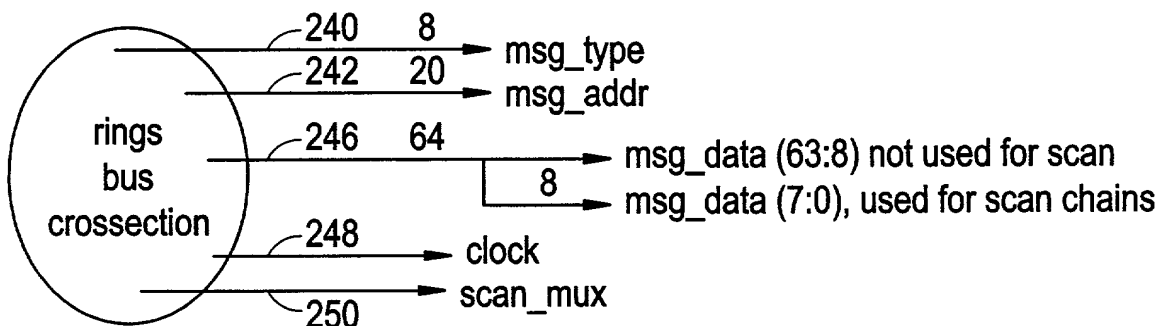 240 8 msg_type
242 20 msg_addr
rings
bus
crossection
246 64 msg_data (63:8) not used for scan
8 msg_data (7:0), used for scan chains
248 clock
250 scan_mux